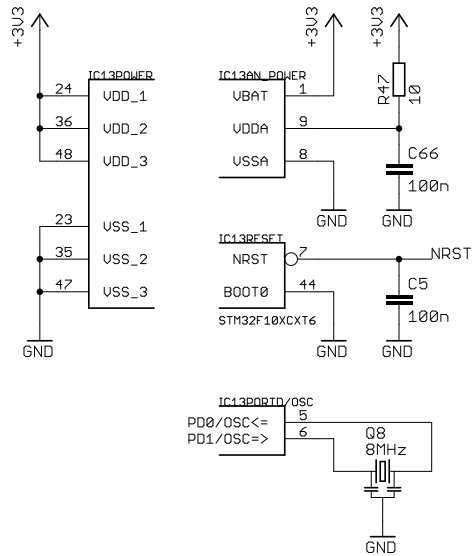 +3V3
+3V3
+3V3
IC13POWER
24 VDD_1
36 VDD_2
48 VDD_3
23 VSS_1
35 VSS_2
47 VSS_3
GND
IC13AN_POWER
VBAT 1
VDDA 9
VSSA 8
GND
R47
10
C66
100n
GND
IC13RESET
NRST 7
BOOT0 44
STM32F10XCXT6
GND
NRST
C5
100n
GND
IC13PORTD/OSC
PD0/OSC<= 5
PD1/OSC=> 6
Q8
8MHz
GND